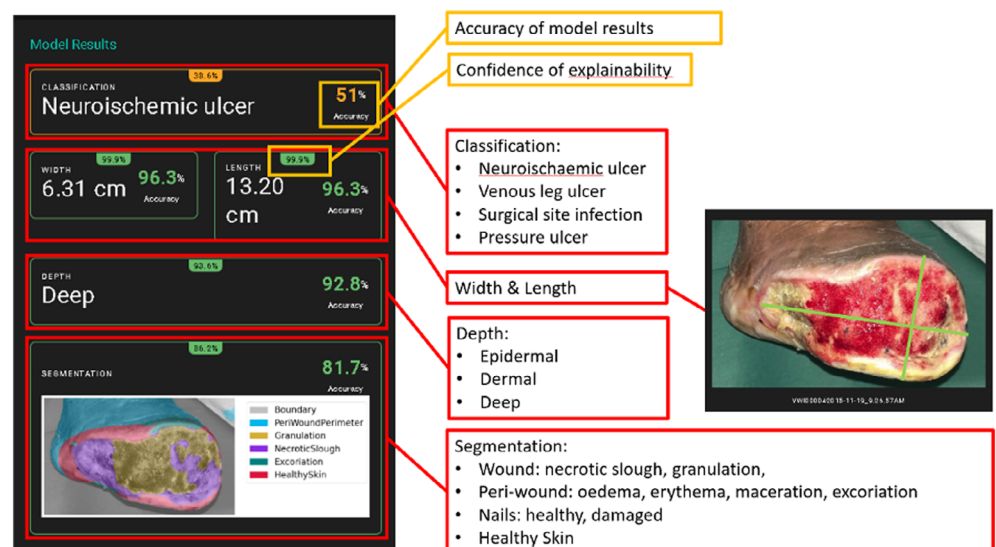 Model Results
38.6%
CLASSIFICATION
Neuroischemic ulcer
51%
Accuracy
99.9%
WIDTH
6.31 cm
96.3%
Accuracy
99.9%
LENGTH
13.20
cm
96.3%
Accuracy
93.6%
DEPTH
Deep
92.8%
Accuracy
86.2%
SEGMENTATION
81.7%
Accuracy
Boundary
PeriWoundPerimeter
Granulation
NecroticSlough
Excoriation
HealthySkin
Accuracy of model results
Confidence of explainability
Classification:
• Neuroischaemic ulcer
• Venous leg ulcer
• Surgical site infection
• Pressure ulcer
Width & Length
Depth:
• Epidermal
• Dermal
• Deep
Segmentation:
• Wound: necrotic slough, granulation,
• Peri-wound: oedema, erythema, maceration, excoriation
• Nails: healthy, damaged
• Healthy Skin